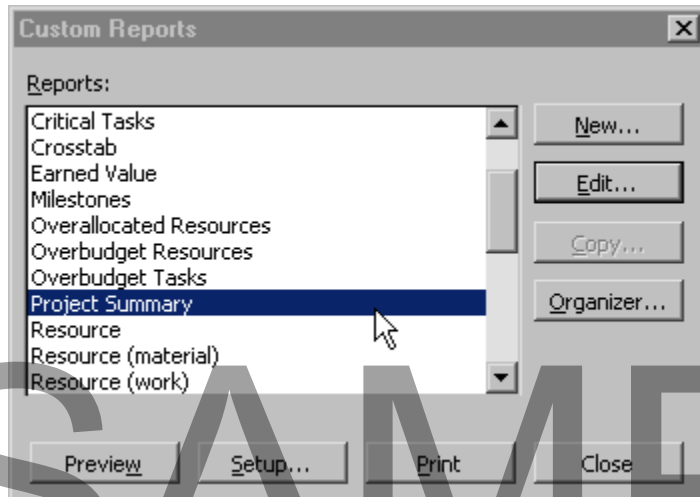 Custom Reports
Reports:
Critical Tasks
Crosstab
Earned Value
Milestones
Overallocated Resources
Overbudget Resources
Overbudget Tasks
Project Summary
Resource
Resource (material)
Resource (work)
New...
Edit...
Copy...
Organizer...
Preview
Setup...
Print
Close